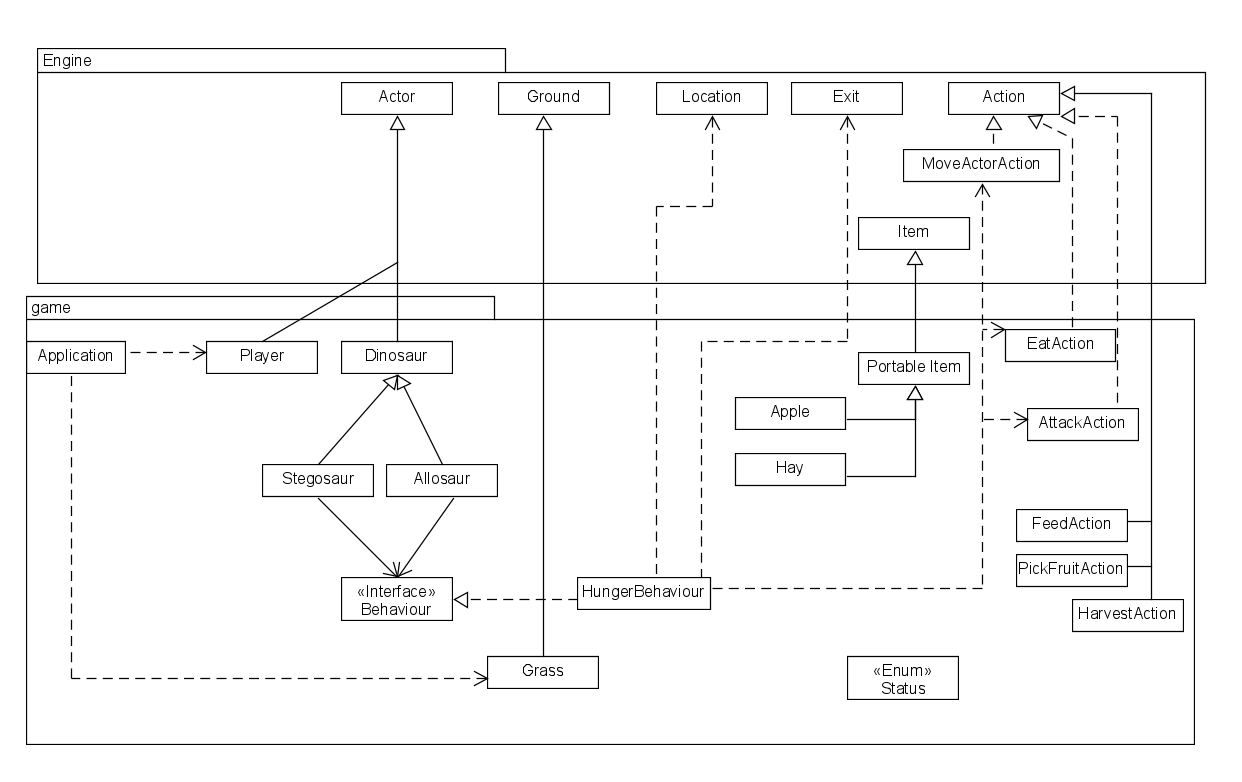 Engine
Actor
Ground
Location
Exit
Action
MoveActorAction
Item
game
Application
Player
Dinosaur
EatAction
Portable Item
Apple
AttackAction
Hay
Stegosaur
Allosaur
FeedAction
PickFruitAction
«Interface»
Behaviour
HungerBehaviour
HarvestAction
Grass
«Enum»
Status